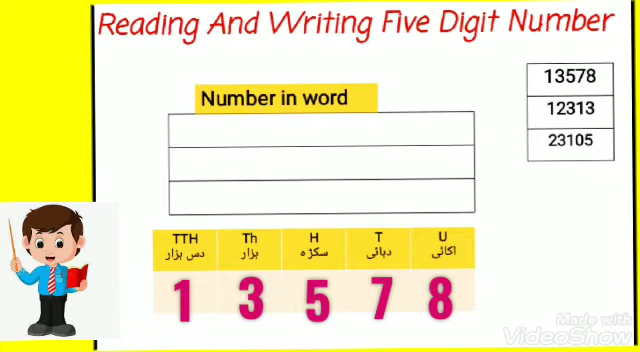 Reading And Writing Five Digit Number
13578
Number in word
12313
23105
TTH Th H T U
دس ہزار ہزار سکڑہ دہائی اکائی
1 3 5 7 8
Made with
VideoShow